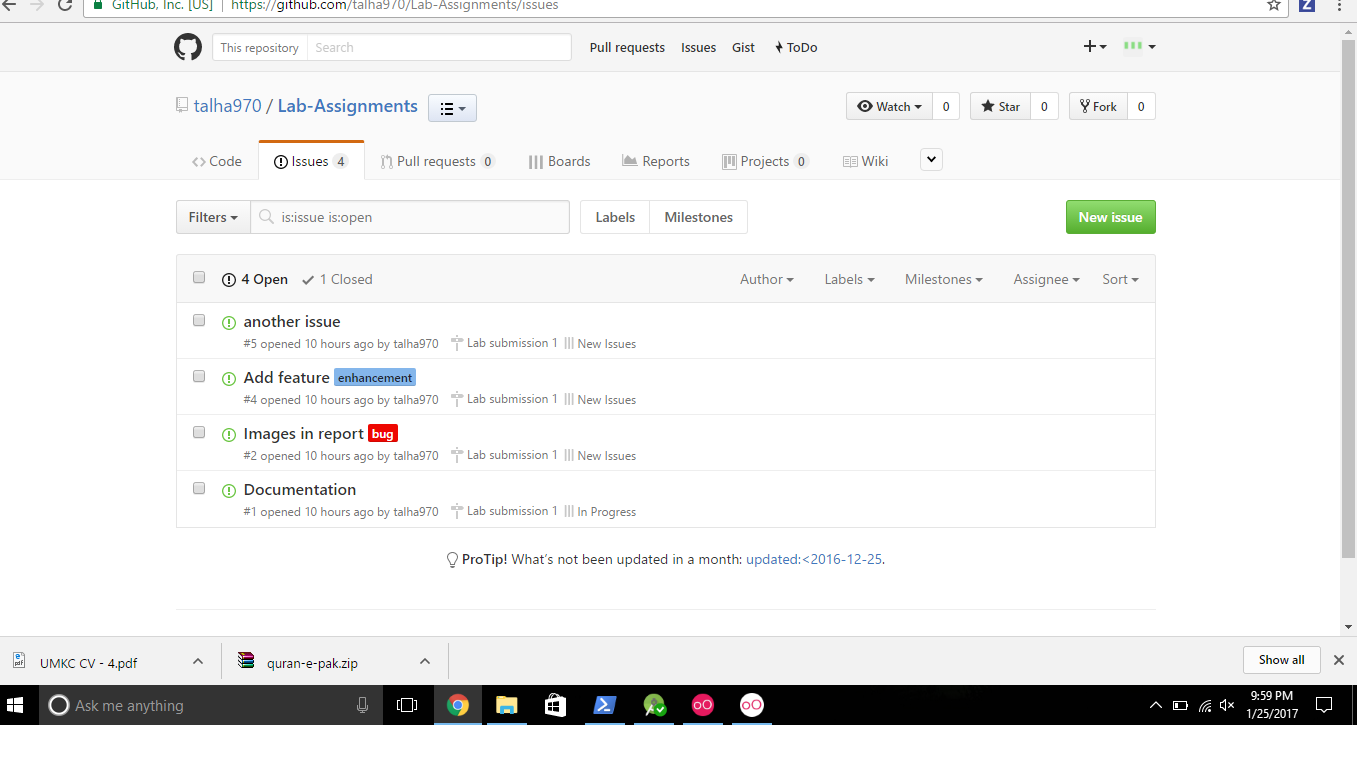 GitHub, Inc. [US] | https://github.com/talha970/Lab-Assignments/issues
This repository Search Pull requests Issues Gist ToDo
talha970 / Lab-Assignments Watch 0 Star 0 Fork 0
Code Issues 4 Pull requests 0 Boards Reports Projects 0 Wiki
Filters is:issue is:open Labels Milestones New issue
4 Open 1 Closed Author Labels Milestones Assignee Sort
another issue
#5 opened 10 hours ago by talha970 Lab submission 1 New Issues
Add feature enhancement
#4 opened 10 hours ago by talha970 Lab submission 1 New Issues
Images in report bug
#2 opened 10 hours ago by talha970 Lab submission 1 New Issues
Documentation
#1 opened 10 hours ago by talha970 Lab submission 1 In Progress
ProTip! What's not been updated in a month: updated:<2016-12-25.
UMKC CV - 4.pdf quran-e-pak.zip Show all
Ask me anything
9:59 PM
1/25/2017